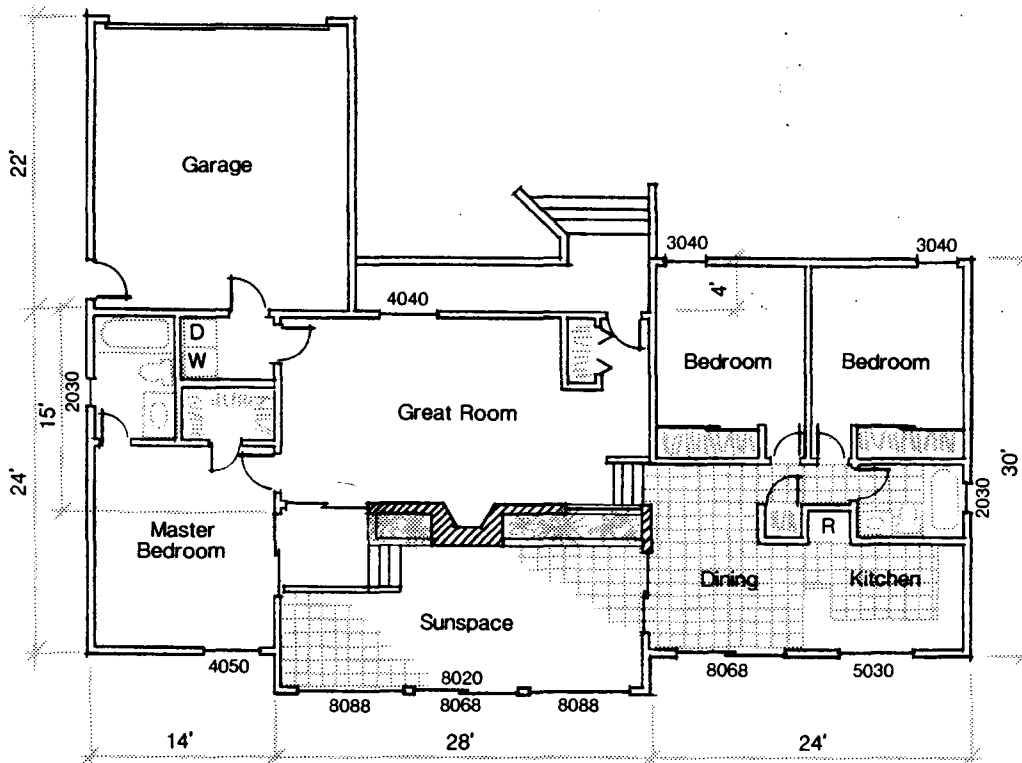 22'
Garage
3040
3040
4'
4040
D
W
Bedroom
Bedroom
2030
15'
Great Room
24'
30'
2030
Master
Bedroom
R
Dining
Kitchen
Sunspace
4050
8020
8068
5030
8088
8068
8088
14'
28'
24'